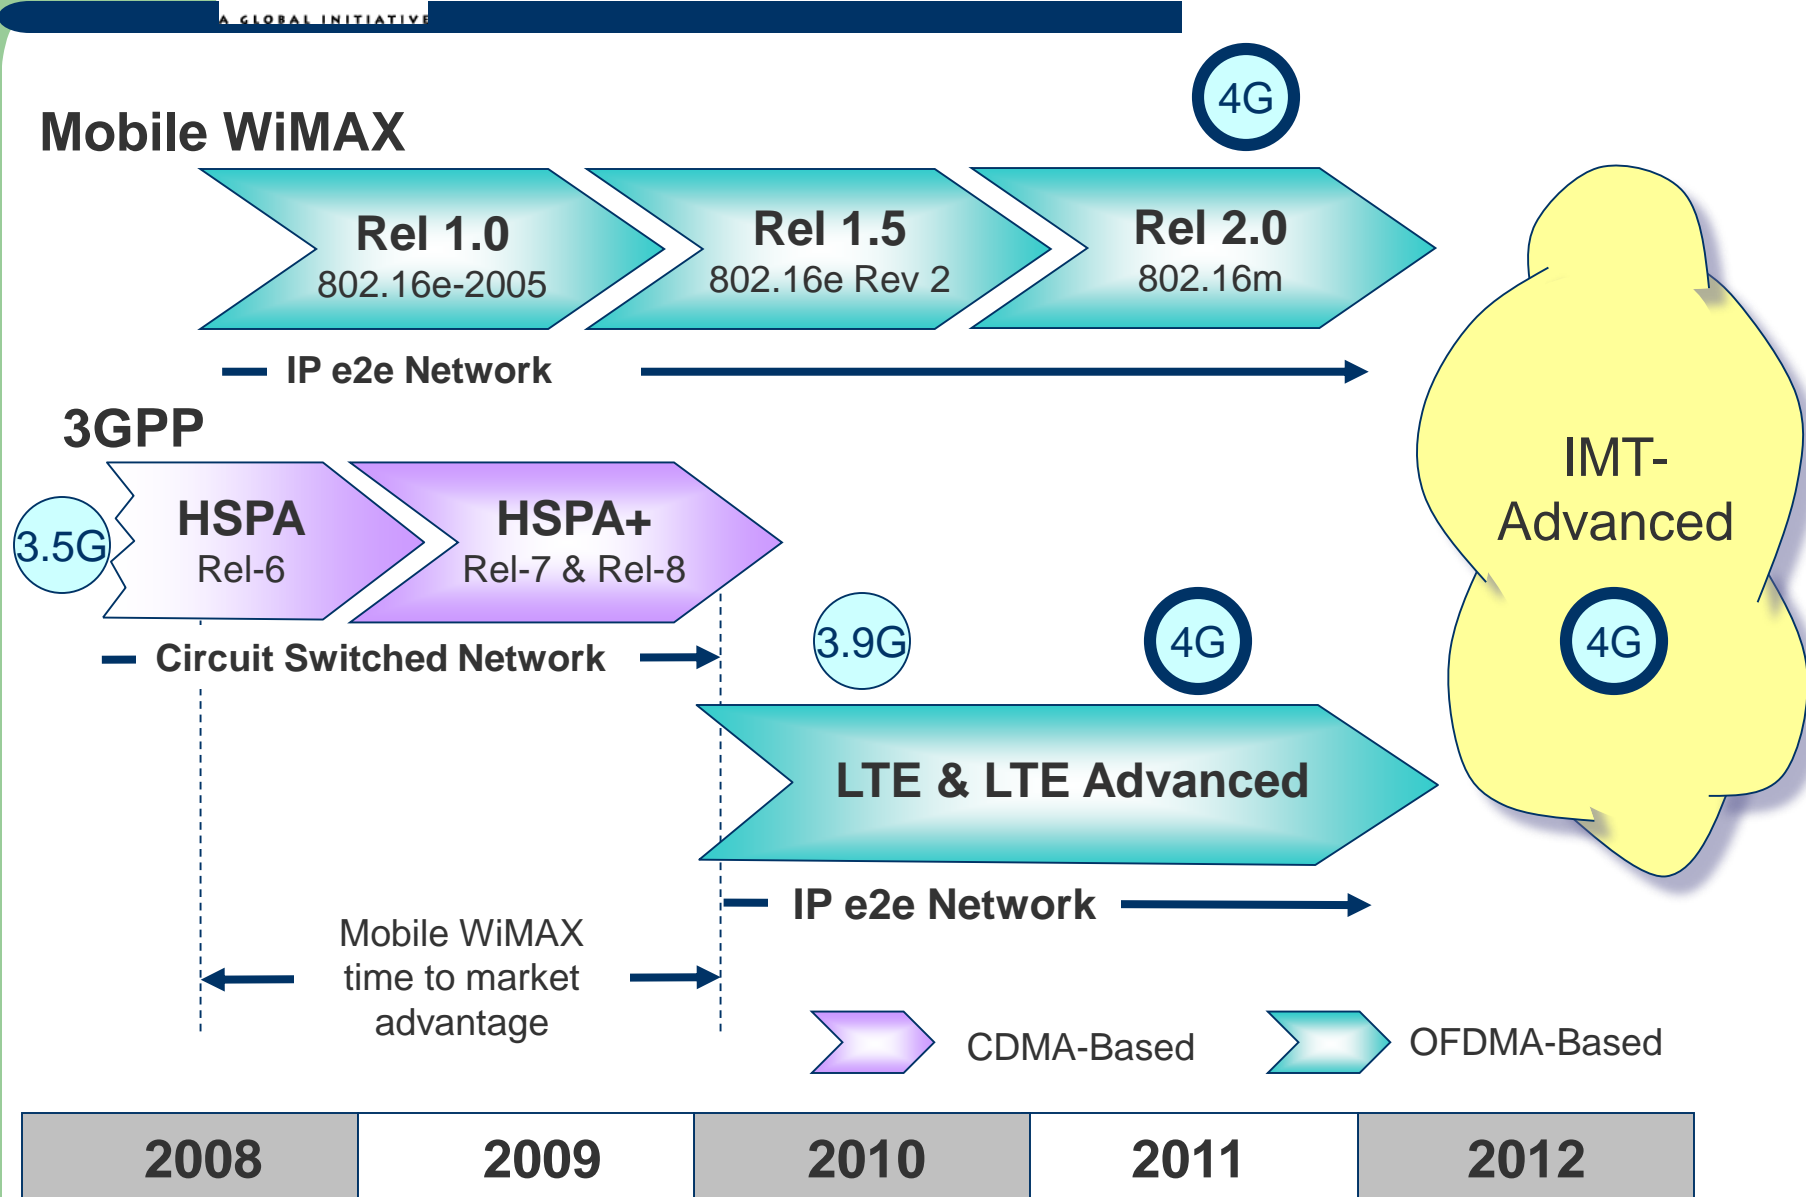 A GLOBAL INITIATIVE
4G
Mobile WiMAX
Rel 1.0
802.16e-2005
Rel 1.5
802.16e Rev 2
Rel 2.0
802.16m
IP e2e Network
3GPP
3.5G
HSPA
Rel-6
HSPA+
Rel-7 & Rel-8
Circuit Switched Network
3.9G
4G
IMT-
Advanced
4G
LTE & LTE Advanced
IP e2e Network
Mobile WiMAX
time to market
advantage
CDMA-Based
OFDMA-Based
2008
2009
2010
2011
2012